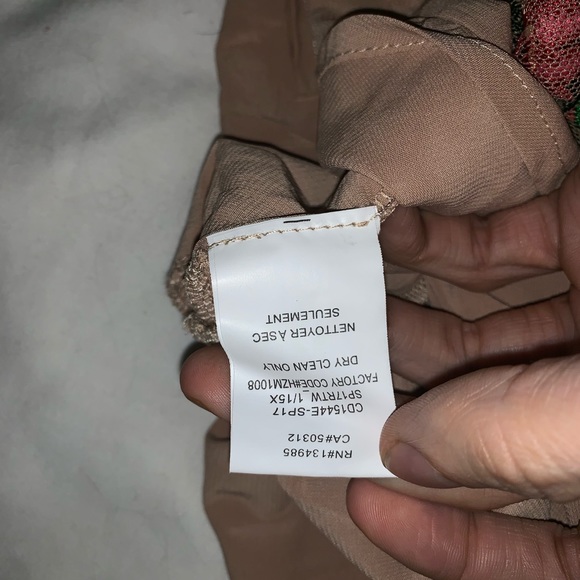 RN#134985
CA#50312
CD1544E-SP17
SP17RTW_1/15X
FACTORY CODE#HZM1008
DRY CLEAN ONLY
NETTOYER À SEC
SEULEMENT